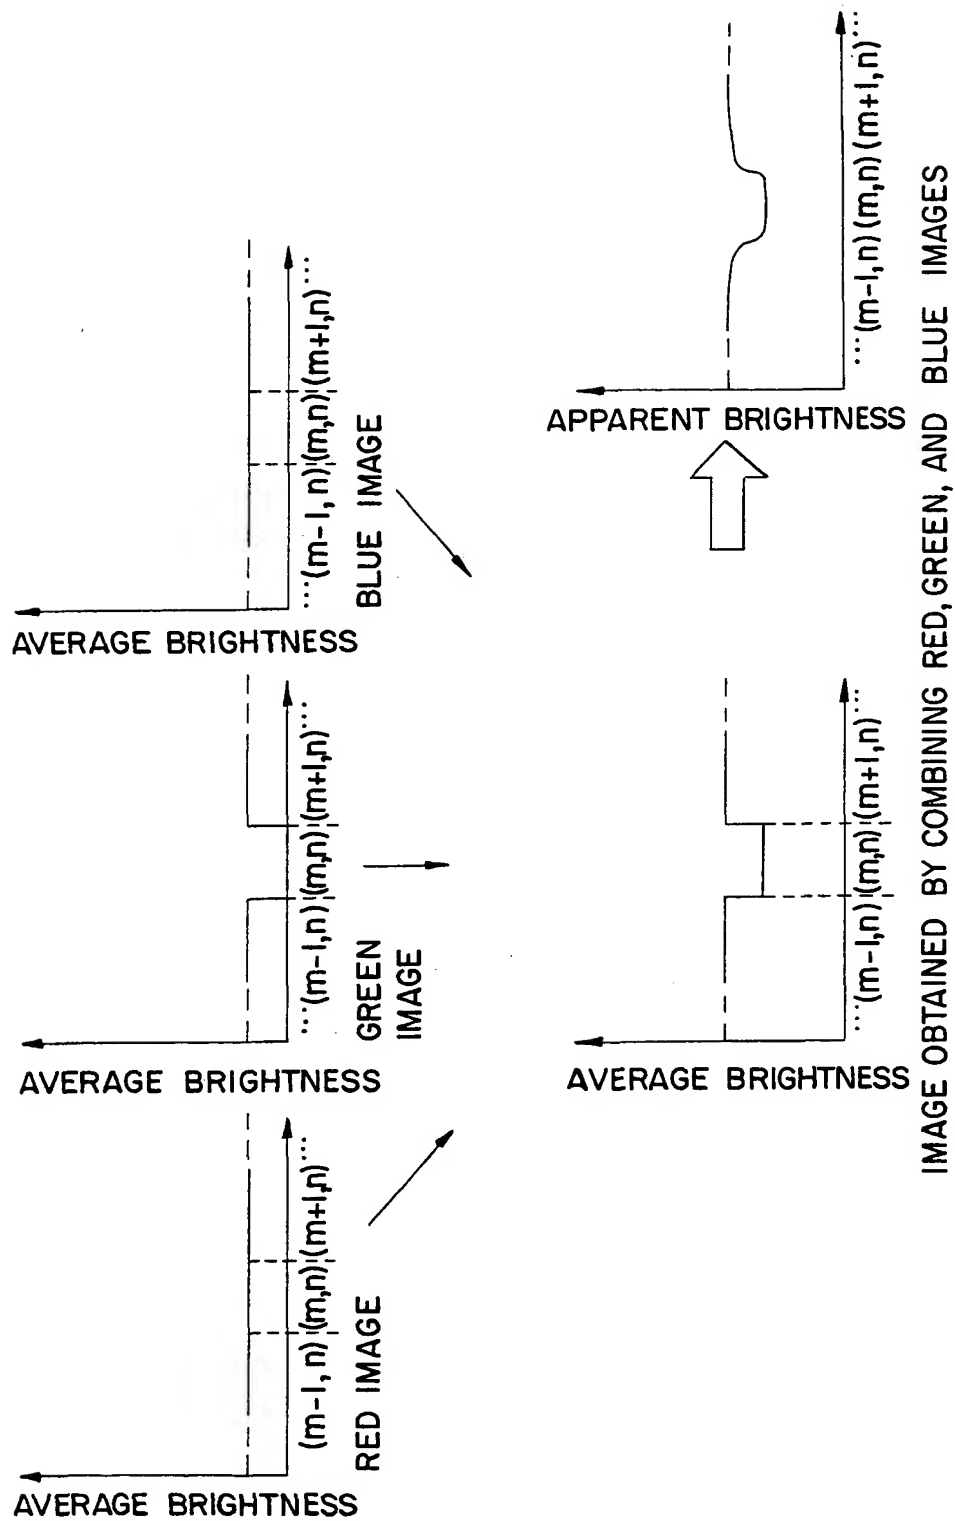 AVERAGE BRIGHTNESS
(m-1, n) (m,n) (m+1,n)...
RED IMAGE
AVERAGE BRIGHTNESS
...(m-1,n) (m,n) (m+1,n)...
GREEN
IMAGE
AVERAGE BRIGHTNESS
...(m-1, n) (m,n) (m+1,n)...
BLUE IMAGE
AVERAGE BRIGHTNESS
...(m-1,n) (m,n) (m+1,n)...
APPARENT BRIGHTNESS
...(m-1,n) (m,n) (m+1,n)...
IMAGE OBTAINED BY COMBINING RED, GREEN, AND BLUE IMAGES